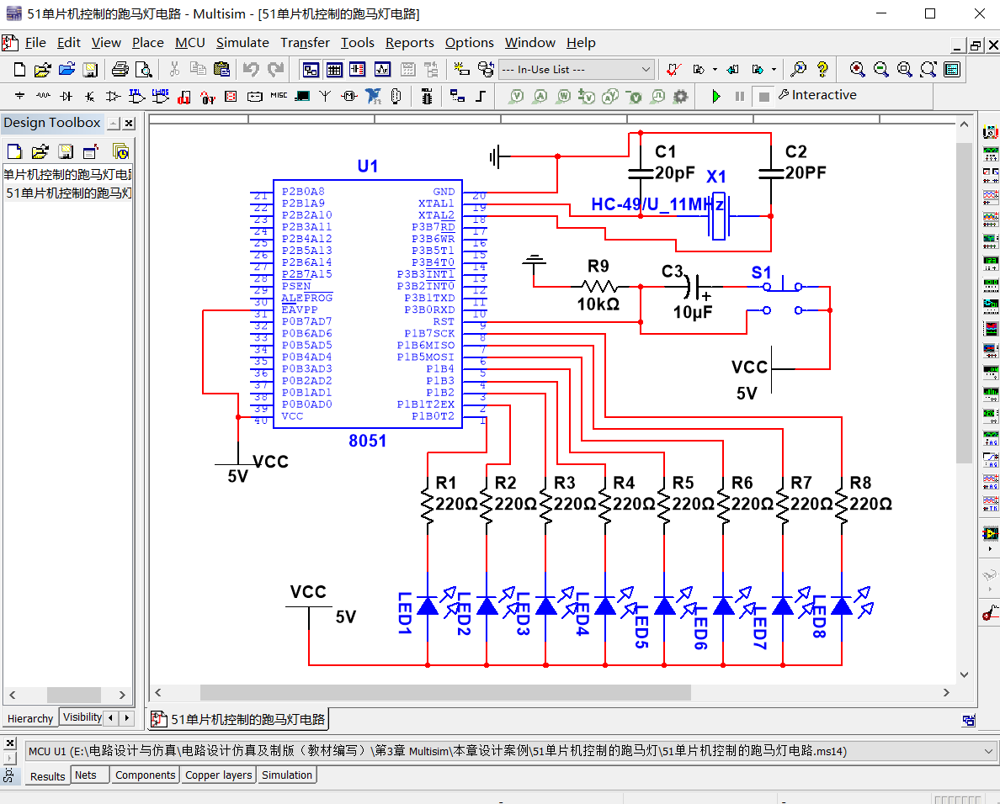 51单片机控制的跑马灯电路 - Multisim - [51单片机控制的跑马灯电路]
File Edit View Place MCU Simulate Transfer Tools Reports Options Window Help
--- In-Use List ---
Interactive
Design Toolbox
单片机控制的跑马灯电路
51单片机控制的跑马灯
Hierarchy Visibility
U1
8051
P2B0A8
P2B1A9
P2B2A10
P2B3A11
P2B4A12
P2B5A13
P2B6A14
P2B7A15
PSEN
ALEPROG
EAVPP
P0B7AD7
P0B6AD6
P0B5AD5
P0B4AD4
P0B3AD3
P0B2AD2
P0B1AD1
P0B0AD0
VCC
21
22
23
24
25
26
27
28
29
30
31
32
33
34
35
36
37
38
39
40
GND
XTAL1
XTAL2
P3B7RD
P3B6WR
P3B5T1
P3B4T0
P3B3INT1
P3B2INT0
P3B1TXD
P3B0RXD
RST
P1B7SCK
P1B6MISO
P1B5MOSI
P1B4
P1B3
P1B2
P1B1T2EX
P1B0T2
20
19
18
17
16
15
14
13
12
11
10
9
8
7
6
5
4
3
2
1
C1
20pF
C2
20PF
X1
HC-49/U_11MHz
R9
10kΩ
C3
10µF
S1
VCC
5V
VCC
5V
R1 R2 R3 R4 R5 R6 R7 R8
220Ω 220Ω 220Ω 220Ω 220Ω 220Ω 220Ω 220Ω
VCC
5V
LED1 LED2 LED3 LED4 LED5 LED6 LED7 LED8
51单片机控制的跑马灯电路
MCU U1 (E:\电路设计与仿真\电路设计仿真及制版（教材编写）\第3章 Multisim\本章设计案例\51单片机控制的跑马灯\51单片机控制的跑马灯电路.ms14)
Results Nets Components Copper layers Simulation